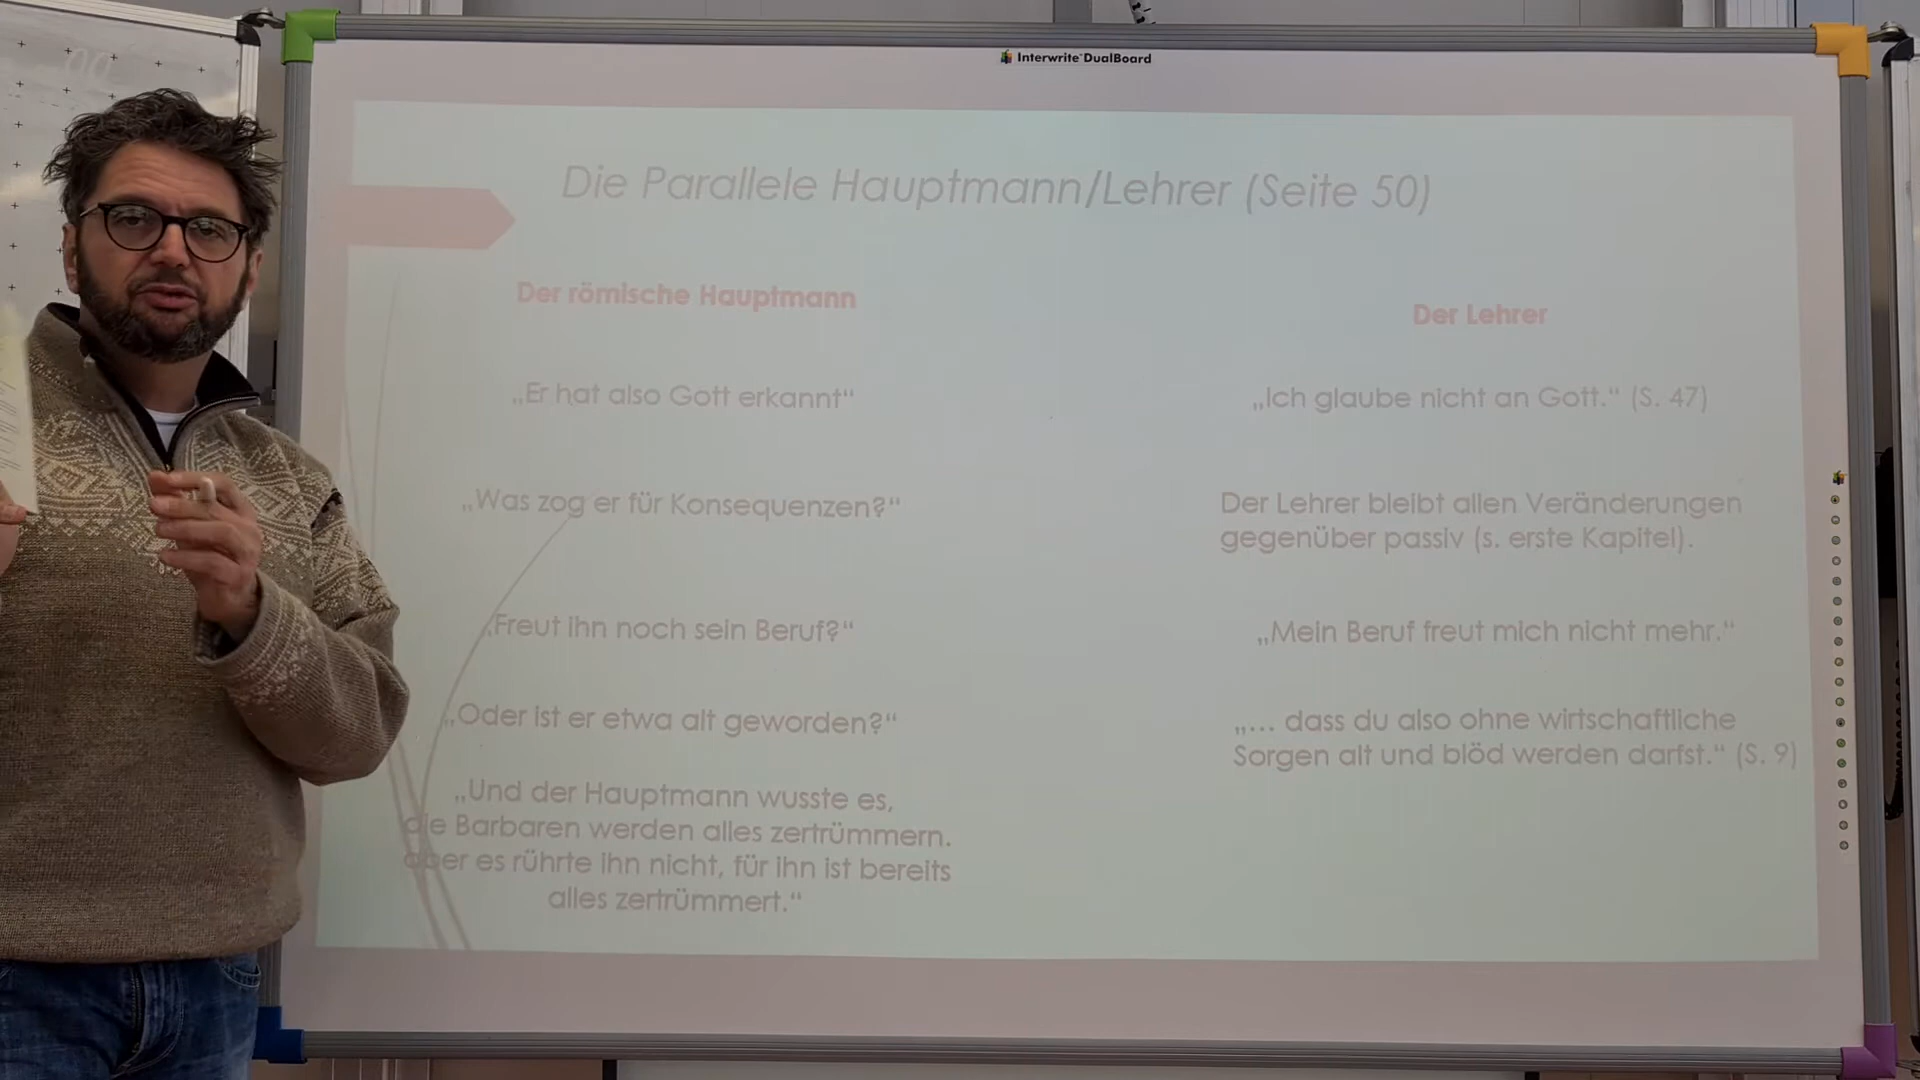 Interwrite DualBoard
Die Parallele Hauptmann/Lehrer (Seite 50)
Der römische Hauptmann
„Er hat also Gott erkannt“
„Was zog er für Konsequenzen?“
„Freut ihn noch sein Beruf?“
„Oder ist er etwa alt geworden?“
„Und der Hauptmann wusste es,
die Barbaren werden alles zertrümmern.
aber es rührte ihn nicht, für ihn ist bereits
alles zertrümmert.“
Der Lehrer
„Ich glaube nicht an Gott.“ (S. 47)
Der Lehrer bleibt allen Veränderungen
gegenüber passiv (s. erste Kapitel).
„Mein Beruf freut mich nicht mehr.“
„… dass du also ohne wirtschaftliche
Sorgen alt und blöd werden darfst.“ (S. 9)